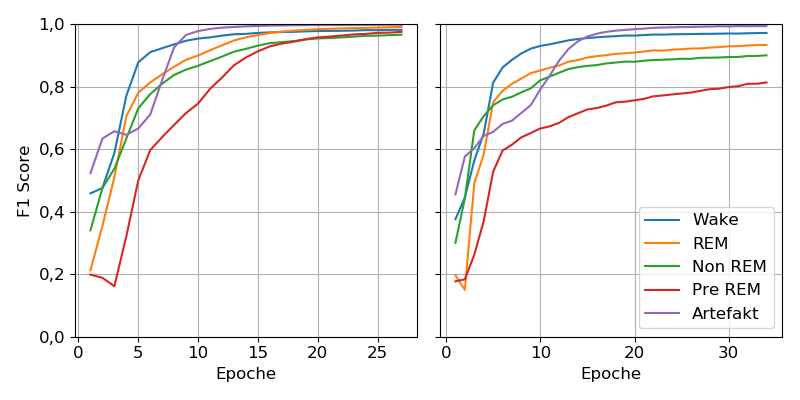 1,0
0,8
0,6
0,4
0,2
0,0
F1 Score
0 5 10 15 20 25
Epoche
0 10 20 30
Epoche
Wake
REM
Non REM
Pre REM
Artefakt